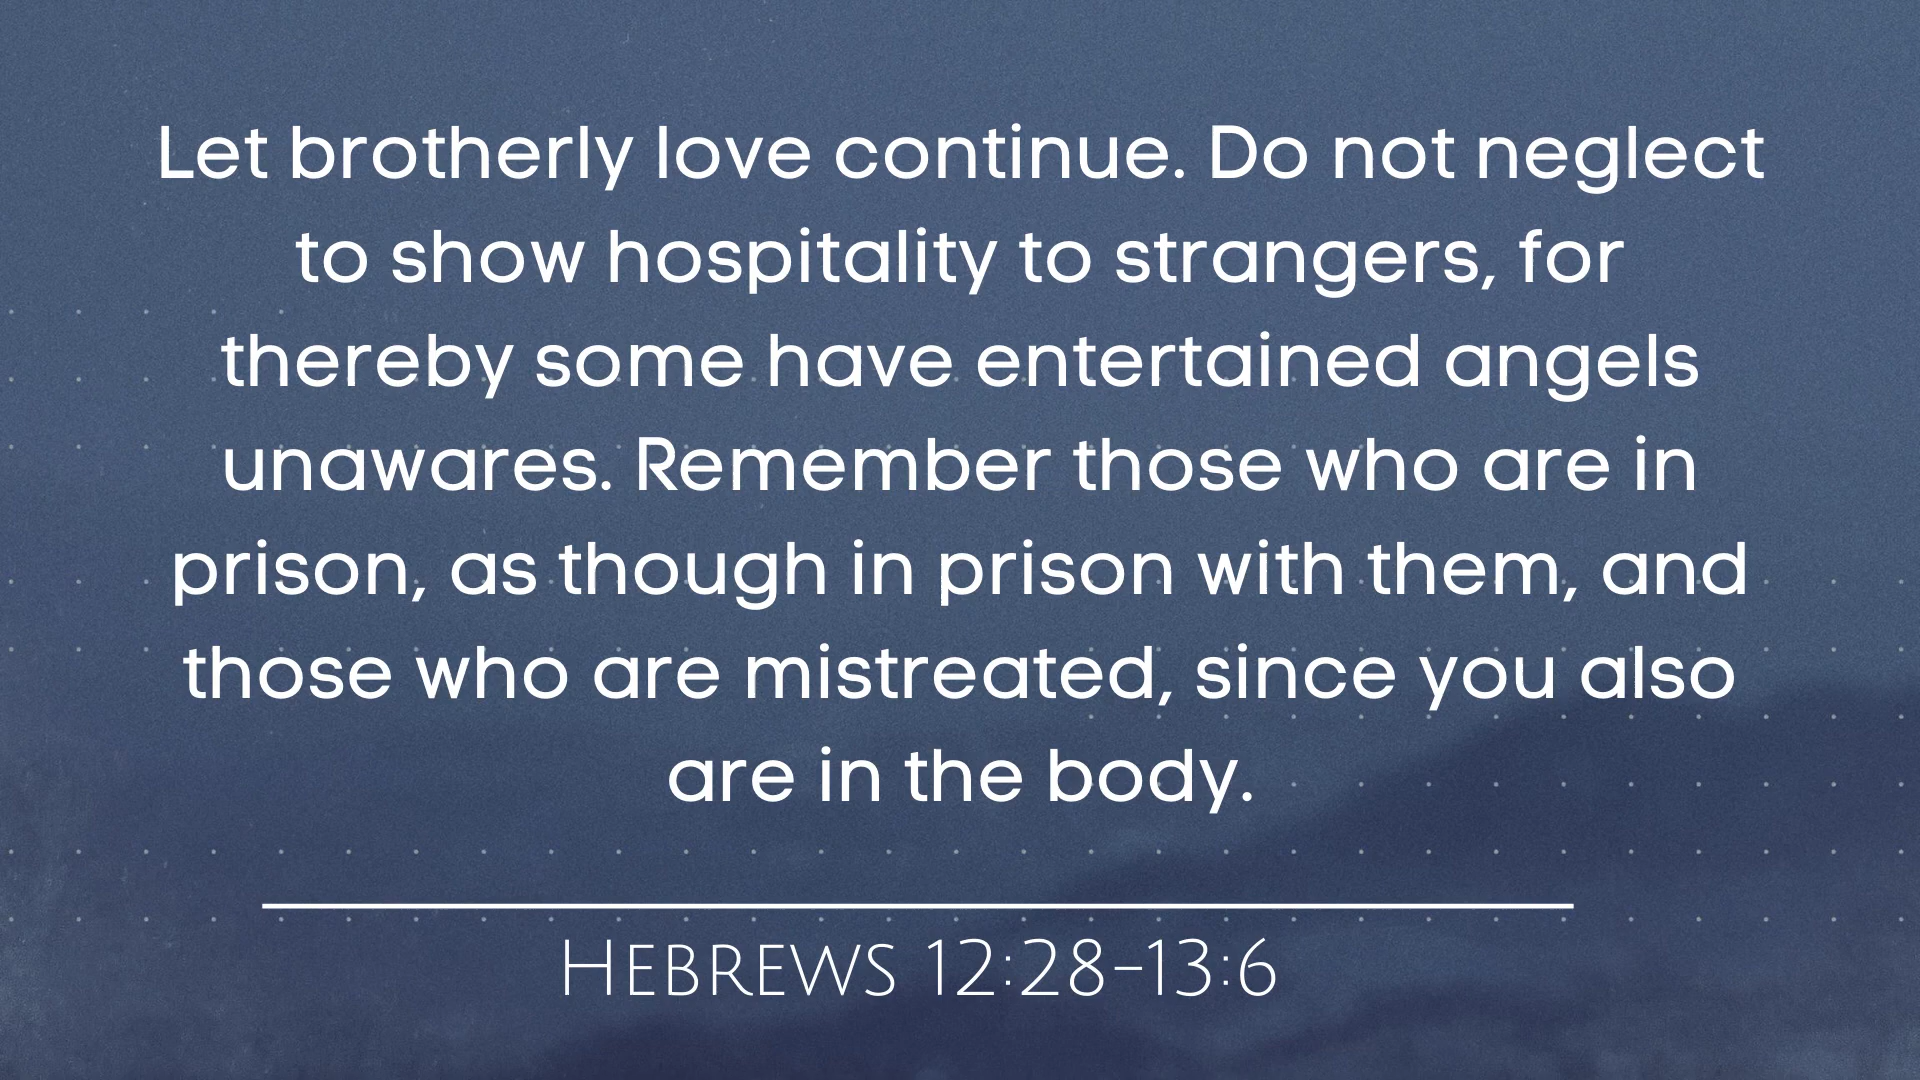 Let brotherly love continue. Do not neglect
to show hospitality to strangers, for
thereby some have entertained angels
unawares. Remember those who are in
prison, as though in prison with them, and
those who are mistreated, since you also
are in the body.
Hebrews 12:28-13:6